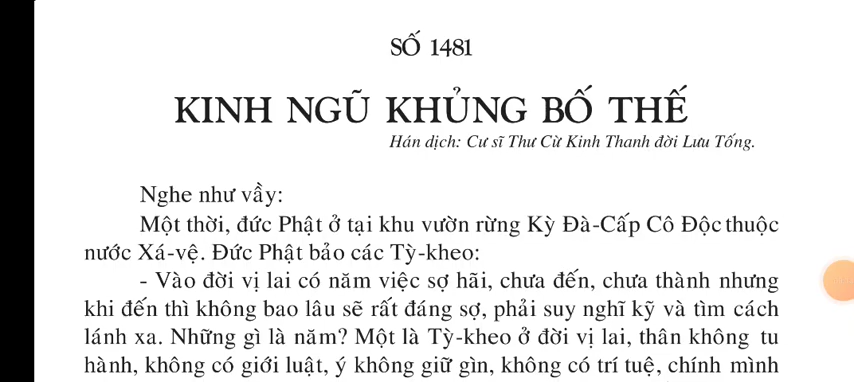 SỐ 1481
KINH NGŨ KHỦNG BỐ THẾ
Hán dịch: Cư sĩ Thư Cừ Kinh Thanh đời Lưu Tống.
Nghe như vầy:
Một thời, đức Phật ở tại khu vườn rừng Kỳ Đà-Cấp Cô Độc thuộc
nước Xá-vệ. Đức Phật bảo các Tỳ-kheo:
- Vào đời vị lai có năm việc sợ hãi, chưa đến, chưa thành nhưng
khi đến thì không bao lâu sẽ rất đáng sợ, phải suy nghĩ kỹ và tìm cách
lánh xa. Những gì là năm? Một là Tỳ-kheo ở đời vị lai, thân không tu
hành, không có giới luật, ý không giữ gìn, không có trí tuệ, chính mình